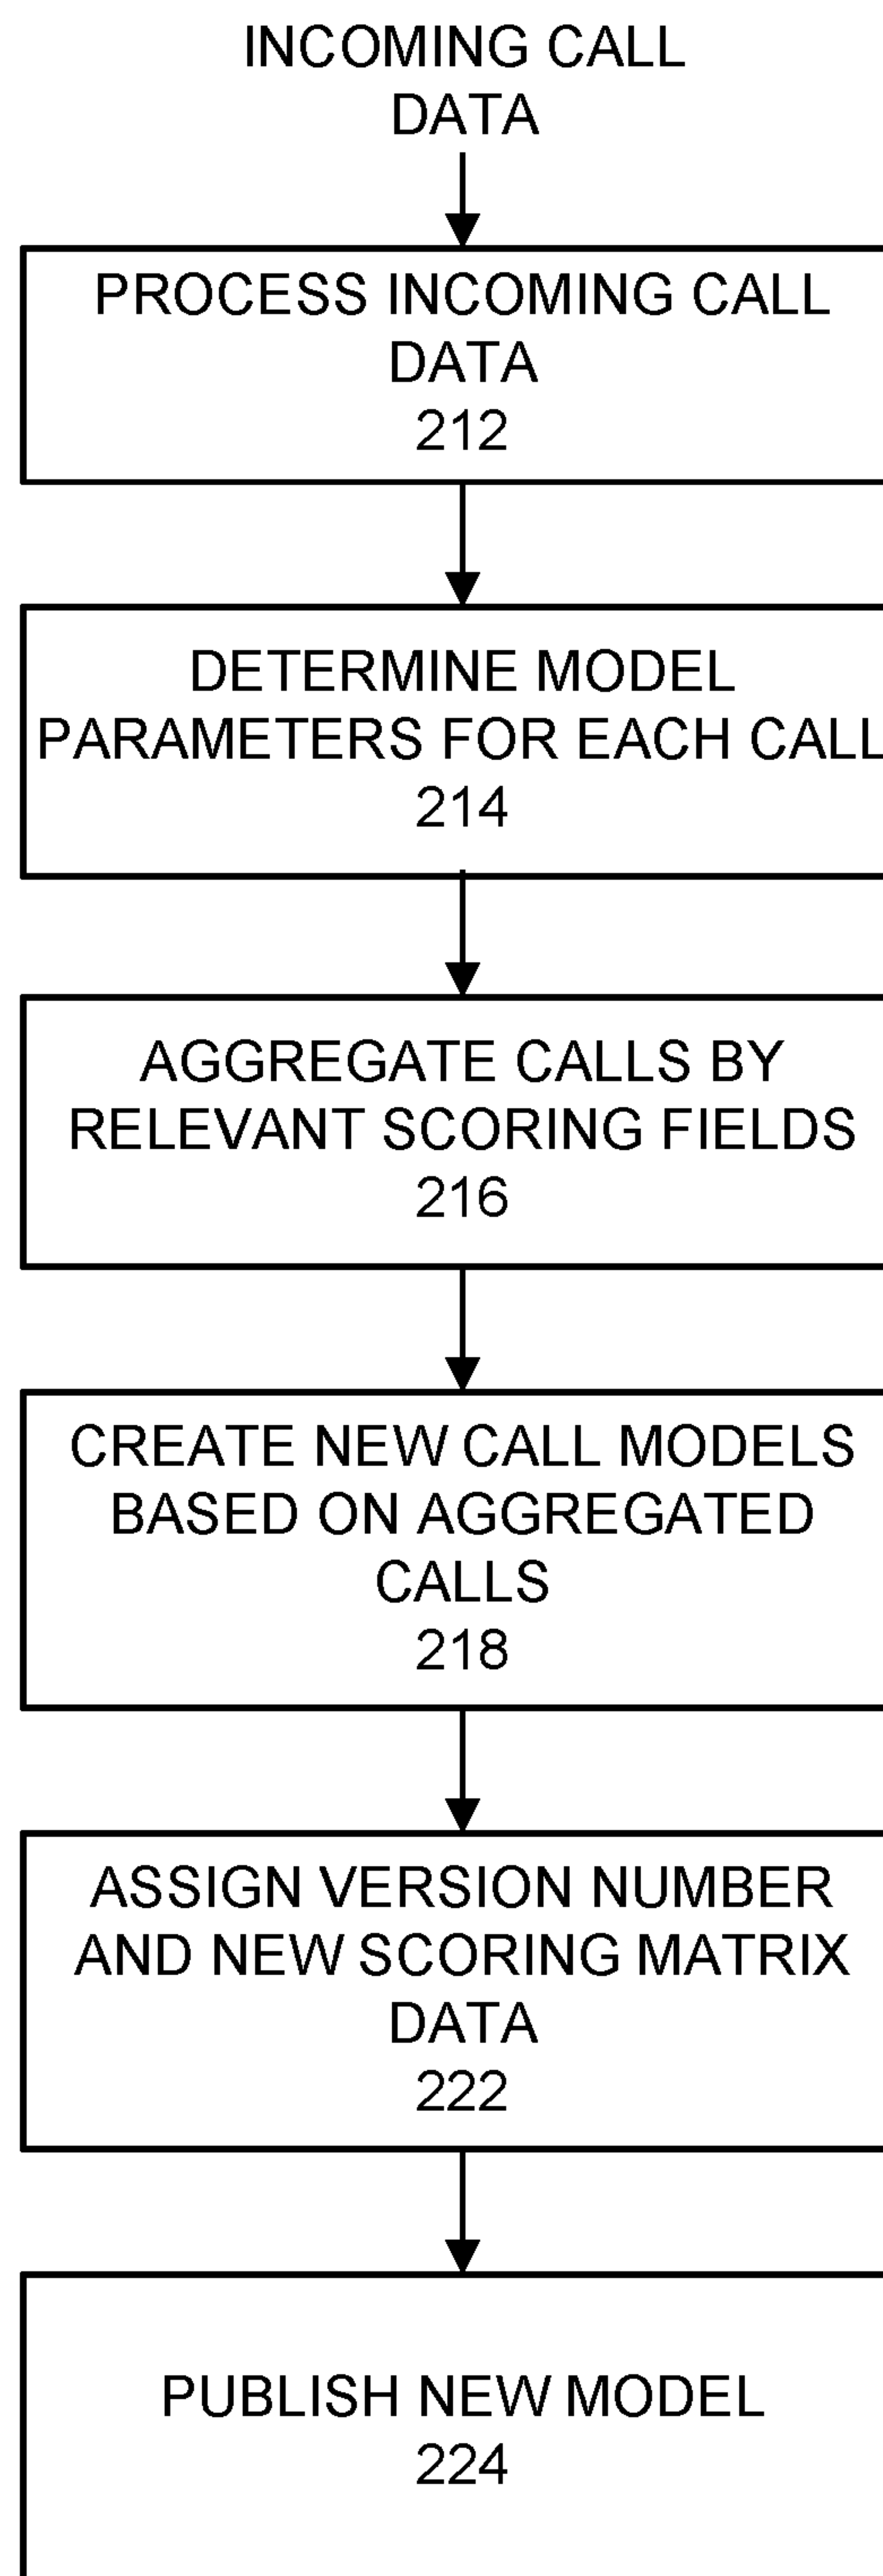 INCOMING CALL
DATA
PROCESS INCOMING CALL
DATA
212
DETERMINE MODEL
PARAMETERS FOR EACH CALL
214
AGGREGATE CALLS BY
RELEVANT SCORING FIELDS
216
CREATE NEW CALL MODELS
BASED ON AGGREGATED
CALLS
218
ASSIGN VERSION NUMBER
AND NEW SCORING MATRIX
DATA
222
PUBLISH NEW MODEL
224